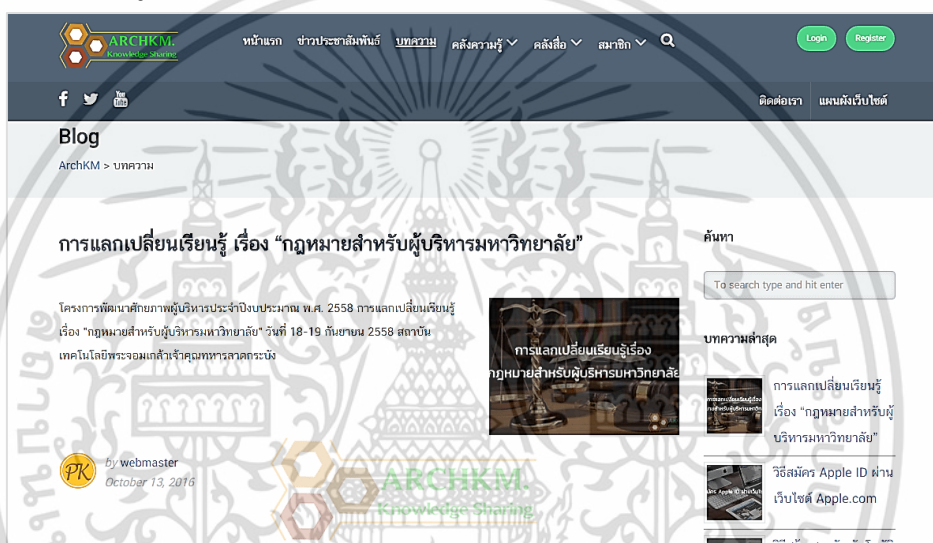 ARCHKM.
Knowledge Sharing
หน้าแรก ข่าวประชาสัมพันธ์ บทความ คลังความรู้ คลังสื่อ สมาชิก
Login Register
f You Tube
ติดต่อเรา แผนผังเว็บไซต์
Blog
ArchKM > บทความ
การแลกเปลี่ยนเรียนรู้ เรื่อง “กฎหมายสำหรับผู้บริหารมหาวิทยาลัย”
โครงการพัฒนาศักยภาพผู้บริหารประจำปีงบประมาณ พ.ศ. 2558 การแลกเปลี่ยนเรียนรู้
เรื่อง "กฎหมายสำหรับผู้บริหารมหาวิทยาลัย" วันที่ 18-19 กันยายน 2558 สถาบัน
เทคโนโลยีพระจอมเกล้าเจ้าคุณทหารลาดกระบัง
การแลกเปลี่ยนเรียนรู้เรื่อง
กฎหมายสำหรับผู้บริหารมหาวิทยาลัย
PK
by webmaster
October 13, 2016
ARCHKM.
Knowledge Sharing
ค้นหา
To search type and hit enter
บทความล่าสุด
การแลกเปลี่ยนเรียนรู้
เรื่อง “กฎหมายสำหรับผู้
บริหารมหาวิทยาลัย”
วิธีสมัคร Apple ID ผ่าน
เว็บไซต์ Apple.com